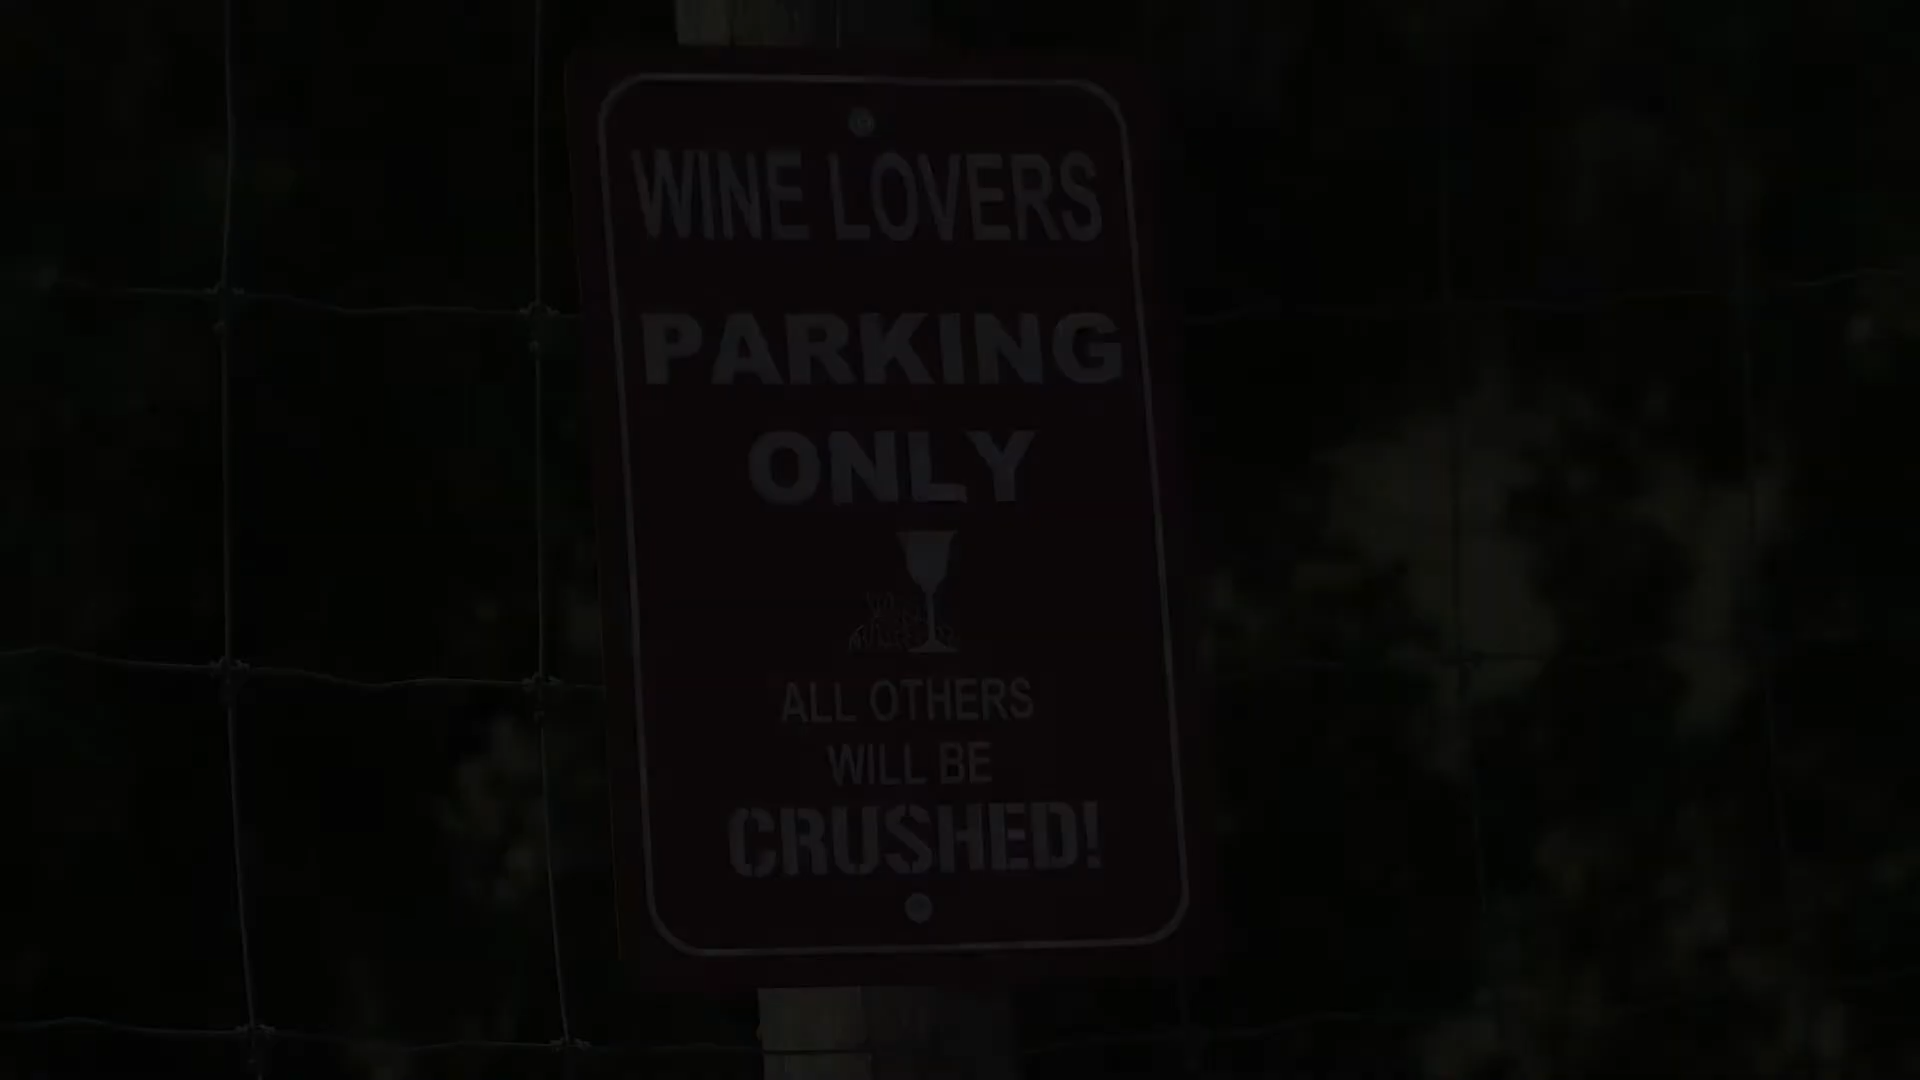 WINE LOVERS
PARKING
ONLY
ALL OTHERS
WILL BE
CRUSHED!